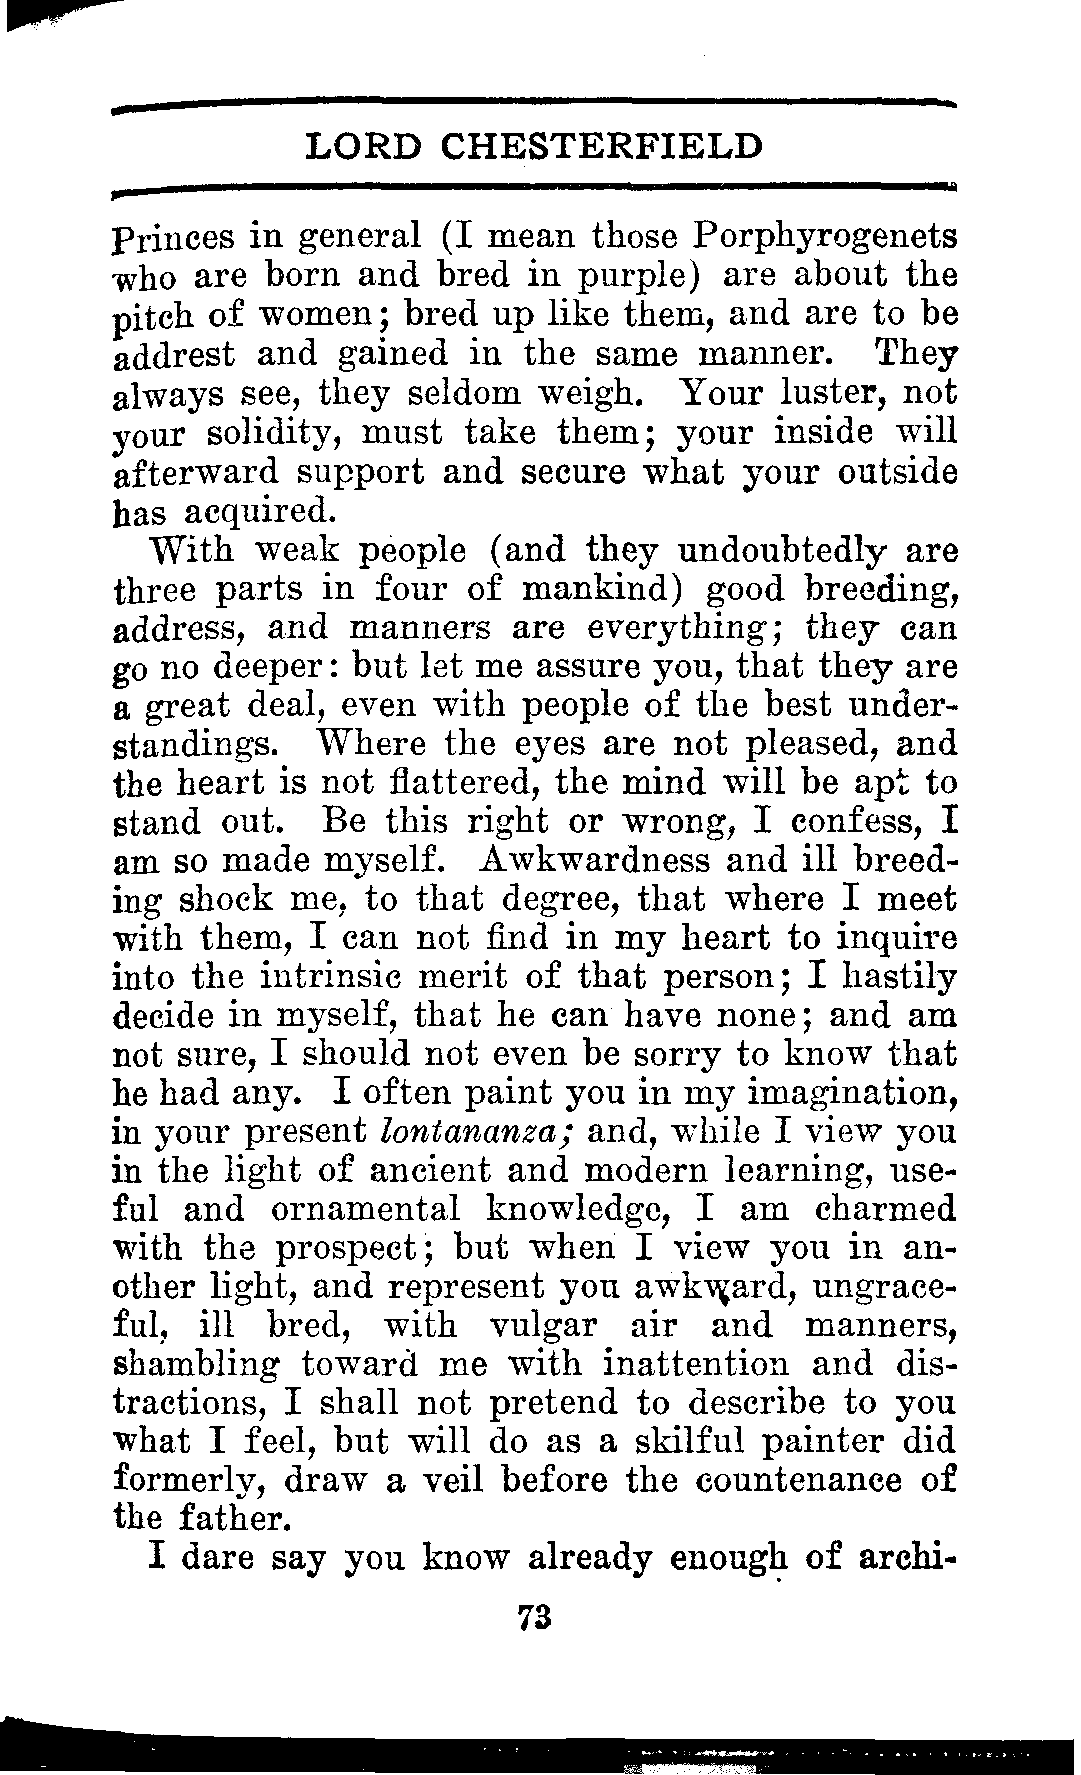 LORD CHESTERFIELD
Princes in general (I mean those Porphyrogenets
who are born and bred in purple) are about the
pitch of women; bred up like them, and are to be
addrest and gained in the same manner. They
always see, they seldom weigh. Your luster, not
your solidity, must take them; your inside will
afterward support and secure what your outside
has acquired.
With weak people (and they undoubtedly are
three parts in four of mankind) good breeding,
address, and manners are everything; they can
go no deeper: but let me assure you, that they are
a great deal, even with people of the best under-
standings. Where the eyes are not pleased, and
the heart is not flattered, the mind will be apt to
stand out. Be this right or wrong, I confess, I
am so made myself. Awkwardness and ill breed-
ing shock me, to that degree, that where I meet
with them, I can not find in my heart to inquire
into the intrinsic merit of that person; I hastily
decide in myself, that he can have none; and am
not sure, I should not even be sorry to know that
he had any. I often paint you in my imagination,
in your present lontananza; and, while I view you
in the light of ancient and modern learning, use-
ful and ornamental knowledge, I am charmed
with the prospect; but when I view you in an-
other light, and represent you awkward, ungrace-
ful, ill bred, with vulgar air and manners,
shambling toward me with inattention and dis-
tractions, I shall not pretend to describe to you
what I feel, but will do as a skilful painter did
formerly, draw a veil before the countenance of
the father.
I dare say you know already enough of archi-
73